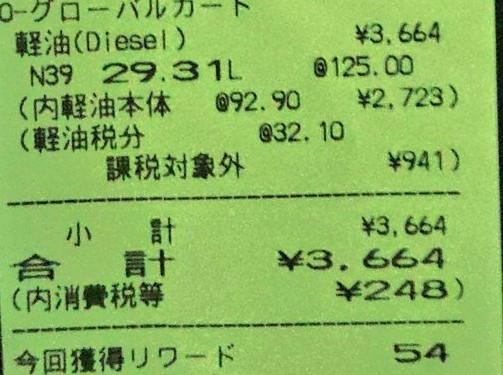 O-グローバルカード
軽油(Diesel) ¥3,664
N39 29.31L @125.00
(内軽油本体 @92.90 ¥2,723)
(軽油税分 @32.10
課税対象外 ¥941)
小 計 ¥3,664
合 計 ¥3,664
(内消費税等 ¥248)
今回獲得リワード 54